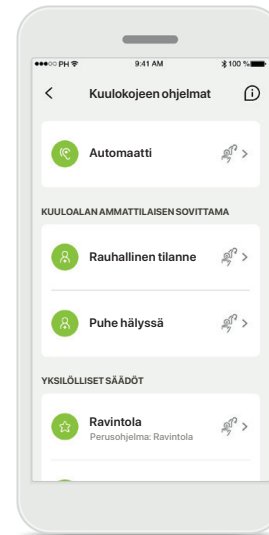 PH 9:41 AM 100 %
Kuulokojeen ohjelmat
Automaatti
KUULOALAN AMMATTILAISEN SOVITTAMA
Rauhallinen tilanne
Puhe hälyssä
YKSILÖLLISET SÄÄDÖT
Ravintola
Perusohjelma: Ravintola